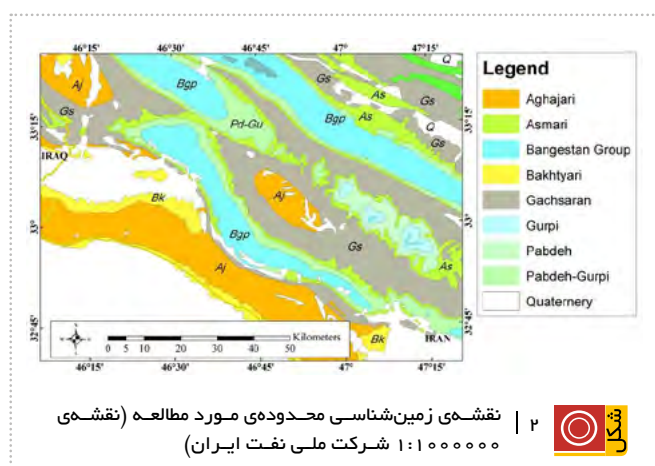 46°15' 46°30' 46°45' 47° 47°15'
Aj Bgp Gs Q
As Gs
Gs Pd-Gu Bgp As Q
33°15' 33°15'
Gs
IRAQ
Bk Aj
33° 33°
Bgp Gs
Aj As
32°45' 32°45'
Kilometers IRAN
0 5 10 20 30 40 50 Bk
46°15' 46°30' 46°45' 47° 47°15'
Legend
Aghajari
Asmari
Bangestan Group
Bakhtyari
Gachsaran
Gurpi
Pabdeh
Pabdeh-Gurpi
Quaternery
شکل ۲ | نقشه‌ی زمین‌شناسی محدوده‌ی مورد مطالعه (نقشه‌ی
۱:۱۰۰۰۰۰۰ شرکت ملی نفت ایران)